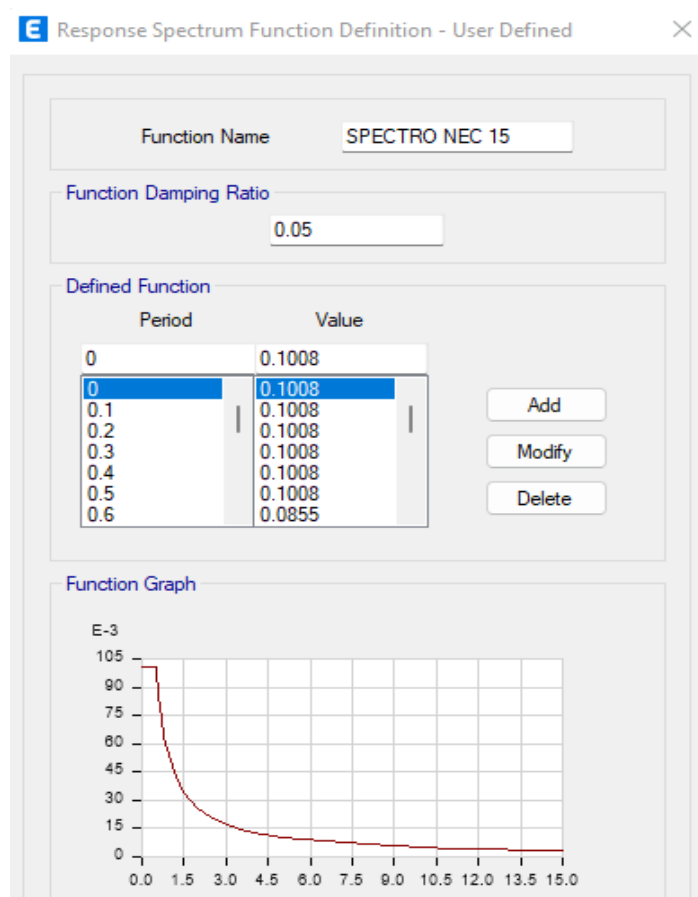 E Response Spectrum Function Definition - User Defined
Function Name SPECTRO NEC 15
Function Damping Ratio
0.05
Defined Function
Period Value
0 0.1008
0 0.1008
0.1 0.1008
0.2 0.1008
0.3 0.1008
0.4 0.1008
0.5 0.1008
0.6 0.0855
Add
Modify
Delete
Function Graph
E-3
105
90
75
60
45
30
15
0
0.0 1.5 3.0 4.5 6.0 7.5 9.0 10.5 12.0 13.5 15.0